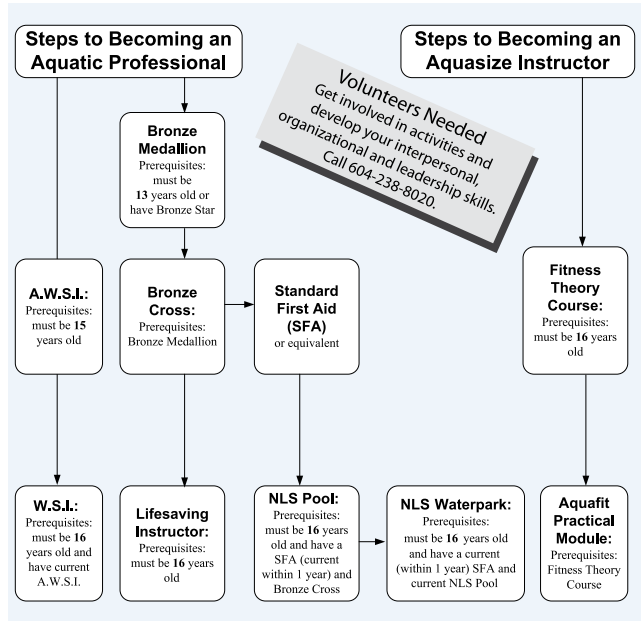 Steps to Becoming an
Aquatic Professional
Steps to Becoming an
Aquasize Instructor
Volunteers Needed
Get involved in activities and
develop your interpersonal,
organizational and leadership skills.
Call 604-238-8020.
Bronze
Medallion
Prerequisites:
must be
13 years old or
have Bronze Star
A.W.S.I.:
Prerequisites:
must be 15
years old
Bronze
Cross:
Prerequisites:
Bronze Medallion
Standard
First Aid
(SFA)
or equivalent
Fitness
Theory
Course:
Prerequisites:
must be 16 years
old
W.S.I.:
Prerequisites:
must be 16
years old and
have current
A.W.S.I.
Lifesaving
Instructor:
Prerequisites:
must be 16 years
old
NLS Pool:
Prerequisites:
must be 16 years
old and have a
SFA (current
within 1 year) and
Bronze Cross
NLS Waterpark:
Prerequisites:
must be 16 years old
and have a current
(within 1 year) SFA and
current NLS Pool
Aquafit
Practical
Module:
Prerequisites:
Fitness Theory
Course